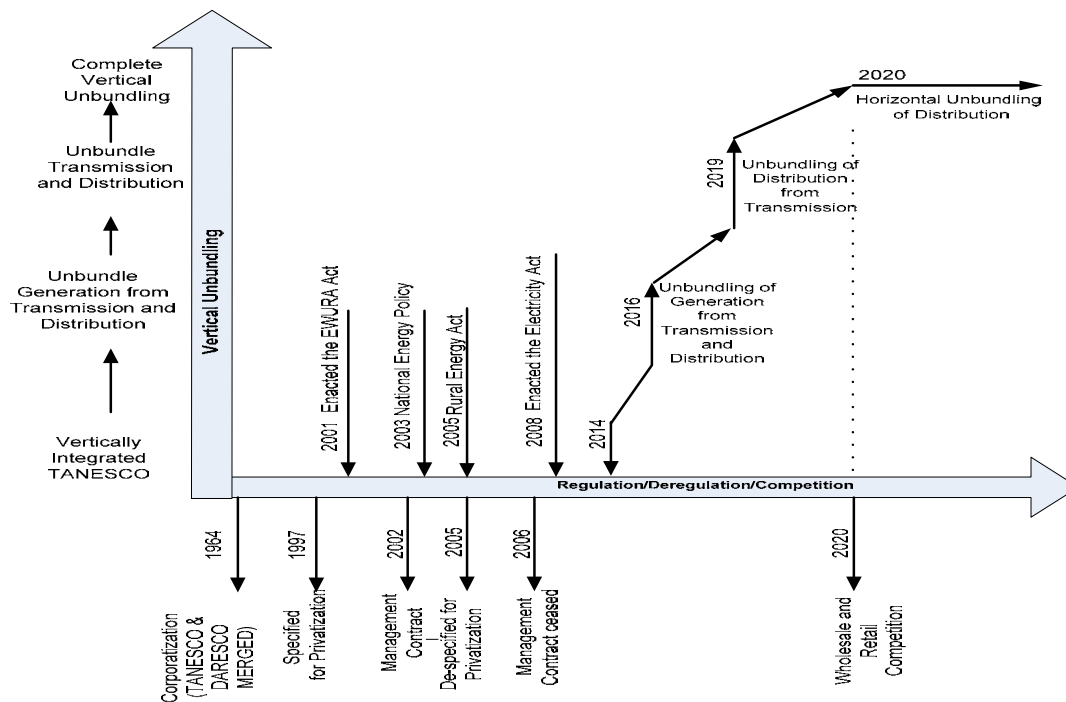 Complete
Vertical
Unbundling
Unbundle
Transmission
and Distribution
Unbundle
Generation from
Transmission and
Distribution
Vertically
Integrated
TANESCO
Vertical Unbundling
2001 Enacted the EWURA Act
2003 National Energy Policy
2005 Rural Energy Act
2008 Enacted the Electricity Act
2014
2016
Unbundling of
Generation
from
Transmission
and
Distribution
2019
Unbundling of
Distribution
from
Transmission
2020
Horizontal Unbundling
of Distribution
Regulation/Deregulation/Competition
1964
Corporatization
(TANESCO &
DARESCO
MERGED)
1997
Specified
for Privatization
2002
Management
Contract
2005
De-specified for
Privatization
2006
Management
Contract ceased
2020
Wholesale and
Retail
Competition